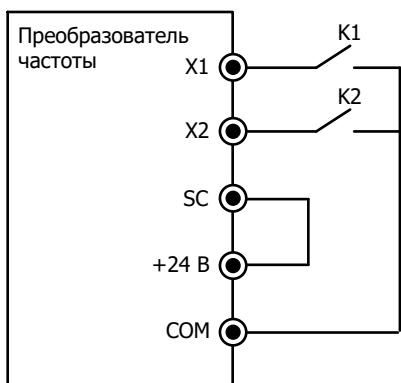 Преобразователь
частоты
K1
X1
K2
X2
SC
+24 В
COM